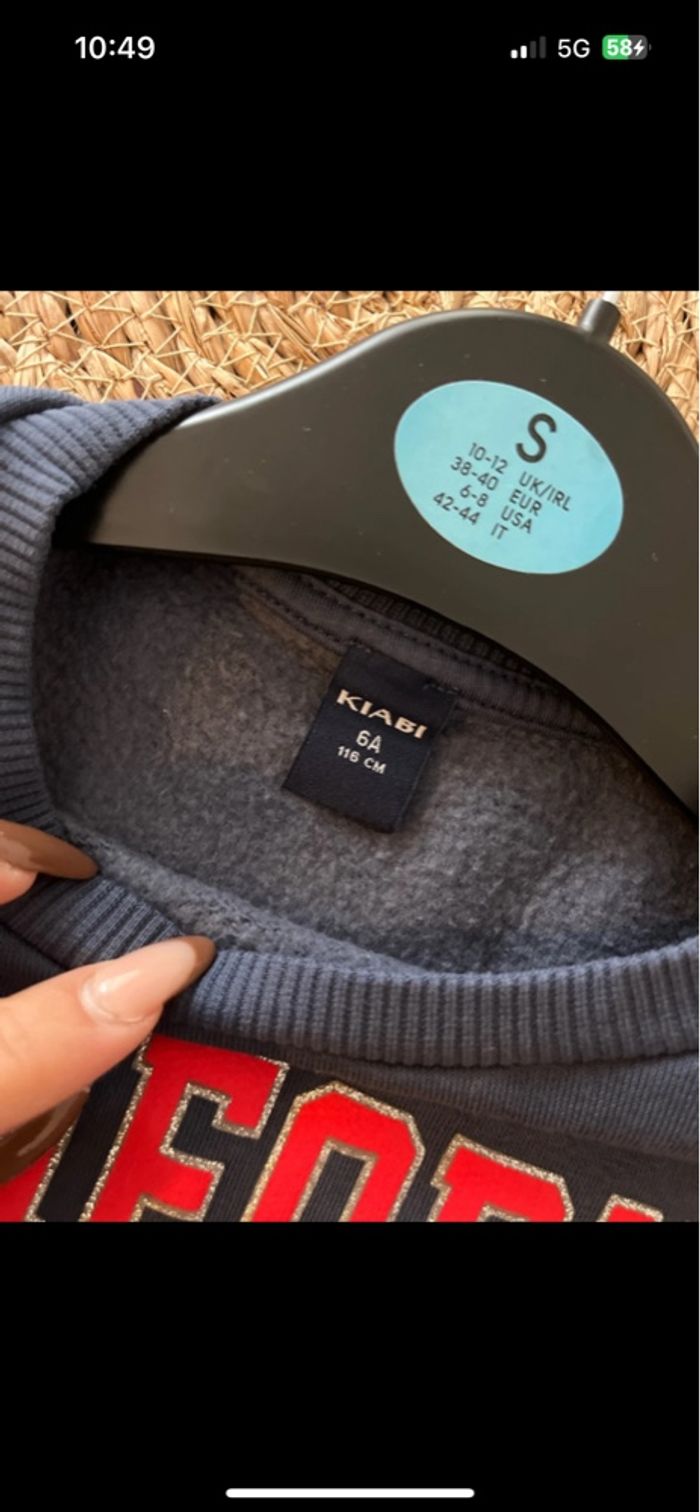 10:49
5G 58
S
10-12 UK/IRL
38-40 EUR
6-8 USA
42-44 IT
KIABI
6A
116 CM